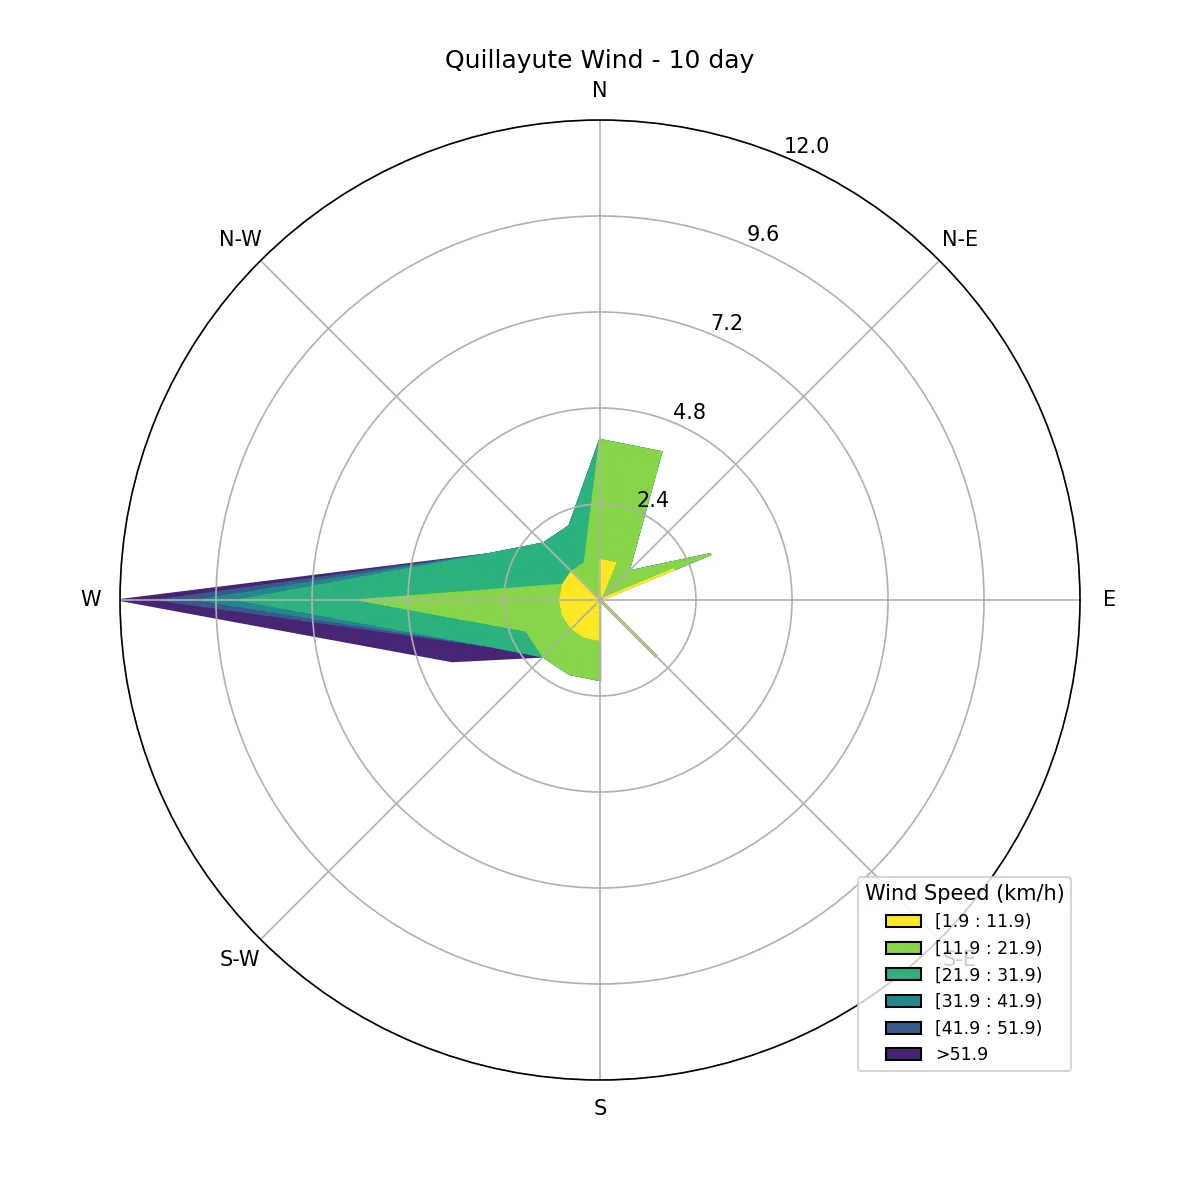 Quillayute Wind - 10 day
N
12.0
N-W
9.6
N-E
7.2
4.8
2.4
W
E
Wind Speed (km/h)
[1.9 : 11.9)
[11.9 : 21.9)
S-W
S-E
[21.9 : 31.9)
[31.9 : 41.9)
[41.9 : 51.9)
>51.9
S